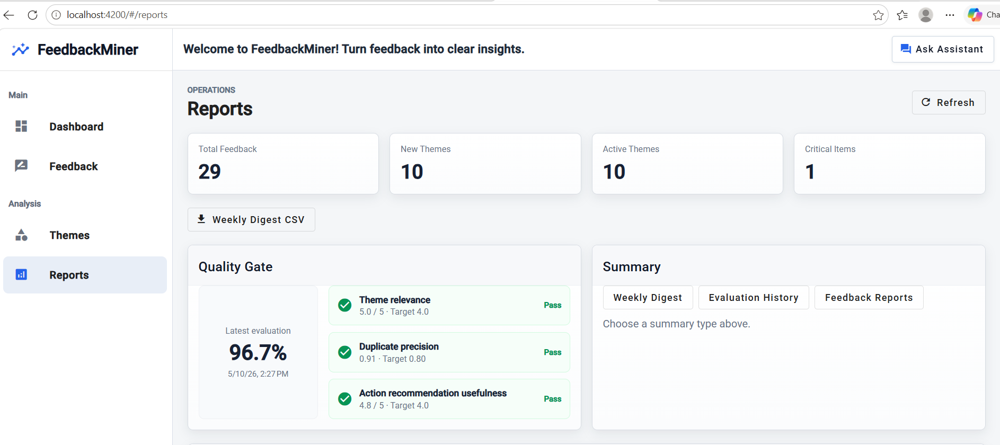 localhost:4200/#/reports
Cha
FeedbackMiner
Welcome to FeedbackMiner! Turn feedback into clear insights.
Ask Assistant
Main
Dashboard
Feedback
Analysis
Themes
Reports
OPERATIONS
Reports
Refresh
Total Feedback
29
New Themes
10
Active Themes
10
Critical Items
1
Weekly Digest CSV
Quality Gate
Latest evaluation
96.7%
5/10/26, 2:27 PM
Theme relevance
5.0 / 5 · Target 4.0
Pass
Duplicate precision
0.91 · Target 0.80
Pass
Action recommendation usefulness
4.8 / 5 · Target 4.0
Pass
Summary
Weekly Digest
Evaluation History
Feedback Reports
Choose a summary type above.